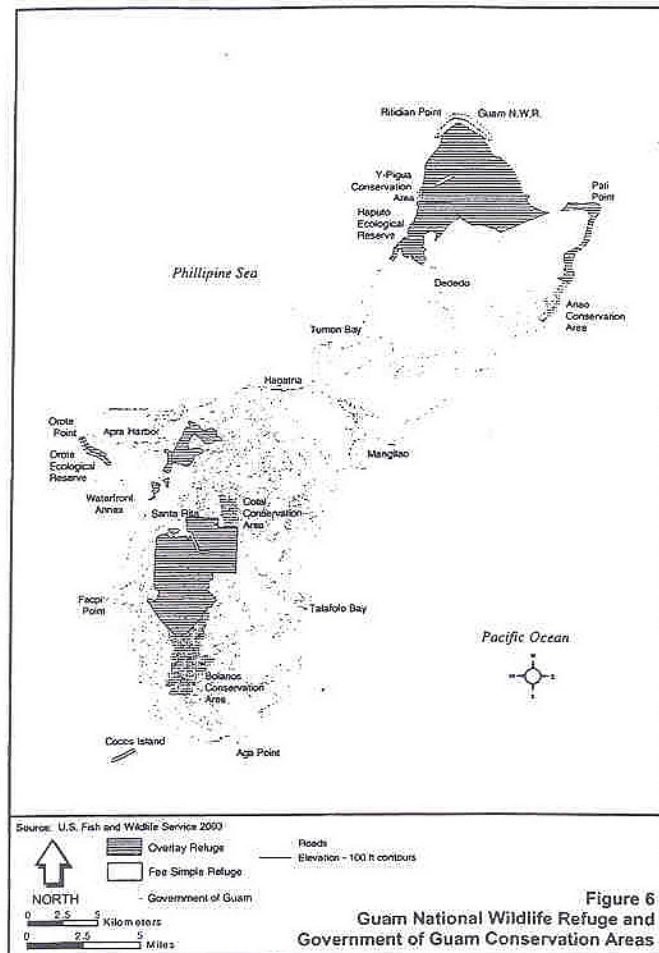 Ritidian Point
Guam N.W.R.
Y-Pigua
Conservation
Area
Pati
Point
Haputo
Ecological
Reserve
Phillipine Sea
Dededo
Anao
Conservation
Area
Tumon Bay
Hagatna
Orote
Point
Apra Harbor
Orote
Ecological
Reserve
Mangilao
Waterfront
Annex
Santa Rita
Cotal
Conservation
Area
Facpi
Point
Talafofo Bay
Pacific Ocean
N
W
E
S
Bolanos
Conservation
Area
Cocos Island
Aga Point
Source: U.S. Fish and Wildlife Service 2003
Overlay Refuge
Fee Simple Refuge
Government of Guam
Roads
Elevation - 100 ft contours
NORTH
0 2.5 5 Kilometers
0 2.5 5 Miles
Figure 6
Guam National Wildlife Refuge and
Government of Guam Conservation Areas